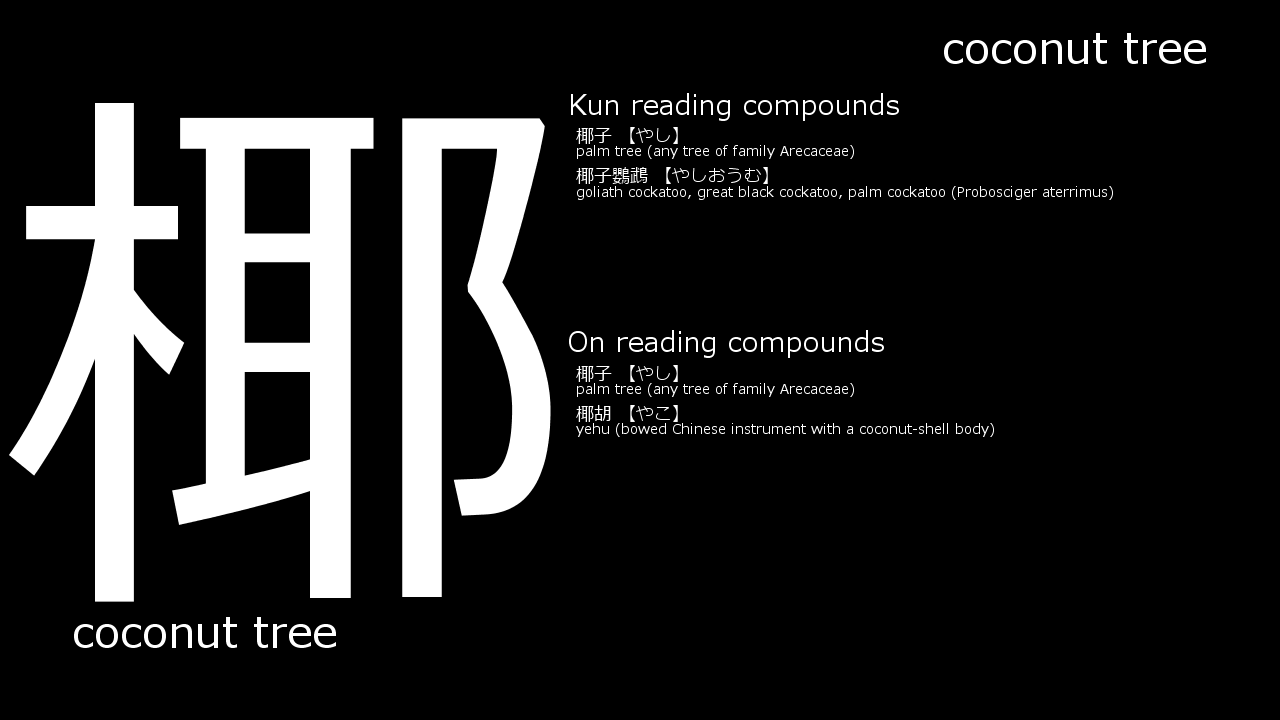 coconut tree
椰
Kun reading compounds
椰子 【やし】
palm tree (any tree of family Arecaceae)
椰子鸚鵡 【やしおうむ】
goliath cockatoo, great black cockatoo, palm cockatoo (Probosciger aterrimus)
On reading compounds
椰子 【やし】
palm tree (any tree of family Arecaceae)
椰胡 【やこ】
yehu (bowed Chinese instrument with a coconut-shell body)
coconut tree